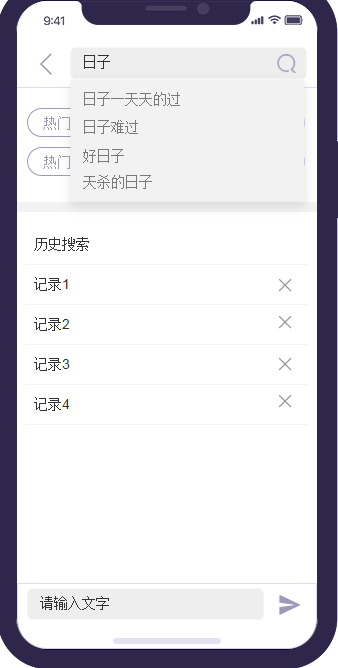 9:41
日子
日子一天天的过
热门
日子难过
好日子
热门
天杀的日子
历史搜索
记录1
记录2
记录3
记录4
请输入文字